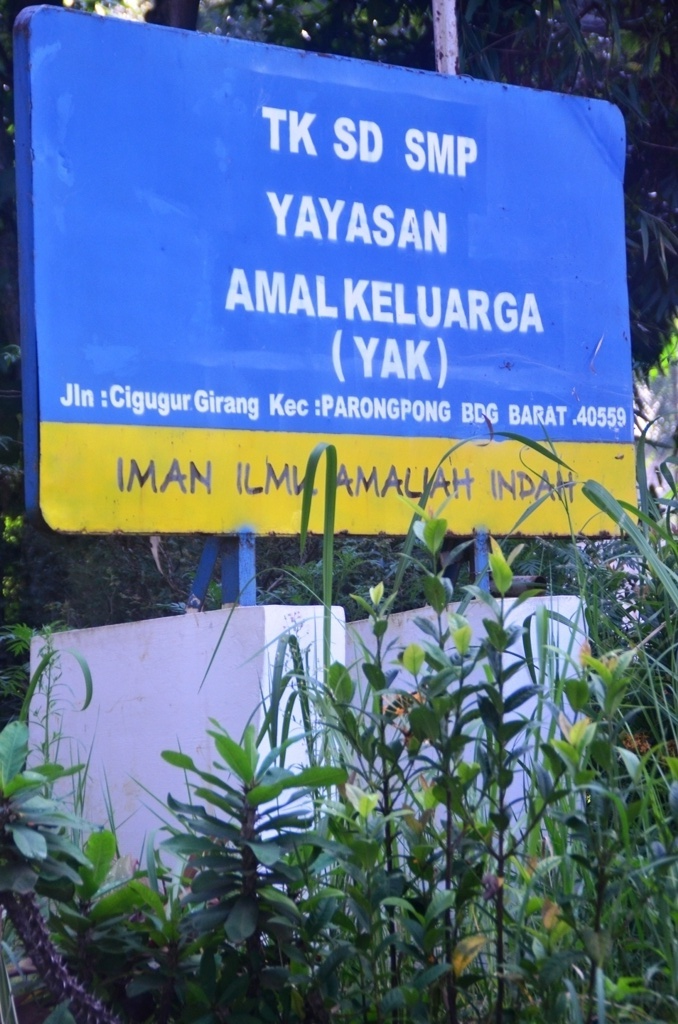 TK SD SMP
YAYASAN
AMAL KELUARGA
(YAK)
Jln :Cigugur Girang Kec :PARONGPONG BDG BARAT .40559
IMAN ILMU AMALIAH INDAH